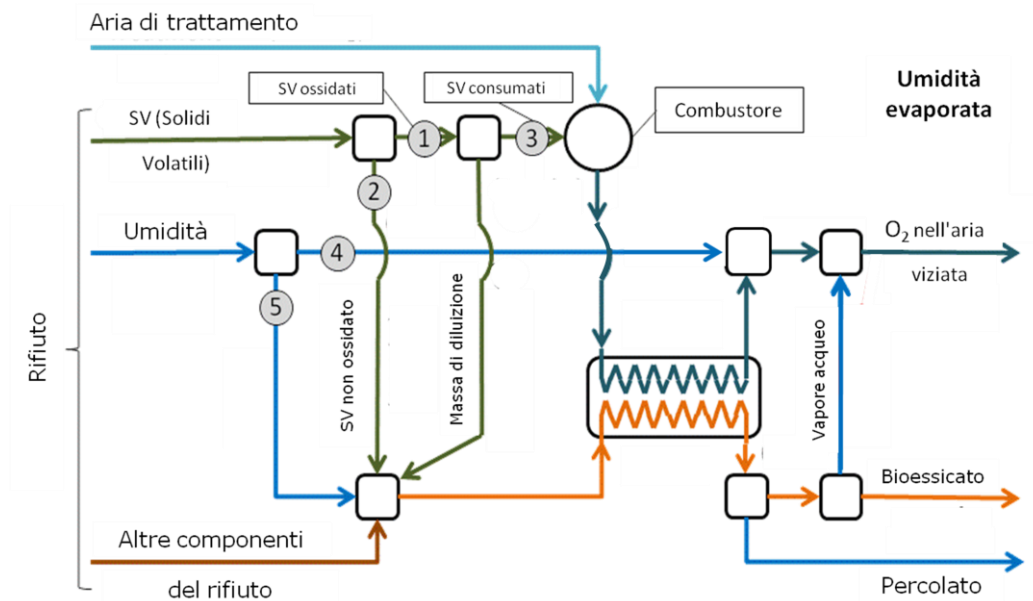 Aria di trattamento
SV ossidati
SV consumati
Combustore
Umidità
evaporata
SV (Solidi
Volatili)
1
3
2
Umidità
4
O2 nell'aria
viziata
5
Rifiuto
SV non ossidato
Massa di diluizione
Vapore acqueo
Bioessicato
Altre componenti
del rifiuto
Percolato